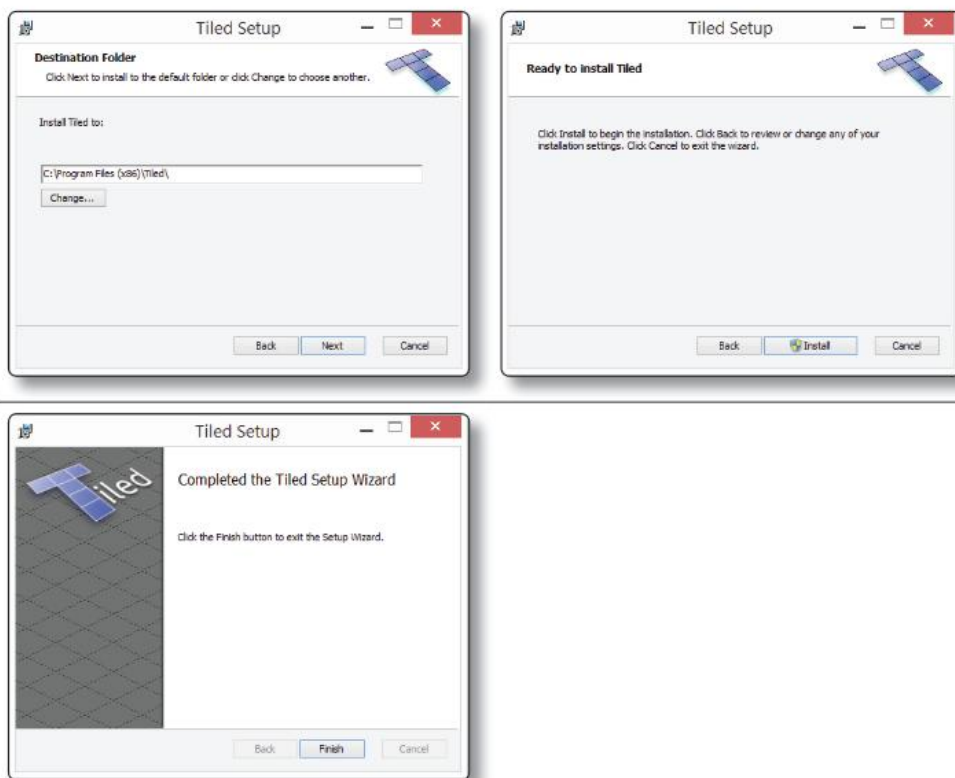 Tiled Setup
Destination Folder
Click Next to install to the default folder or click Change to choose another.
Install Tiled to:
C:\Program Files (x86)\Tiled\
Change...
Back Next Cancel
Tiled Setup
Ready to install Tiled
Click Install to begin the installation. Click Back to review or change any of your
installation settings. Click Cancel to exit the wizard.
Back Install Cancel
Tiled Setup
Tiled
Completed the Tiled Setup Wizard
Click the Finish button to exit the Setup Wizard.
Back Finish Cancel